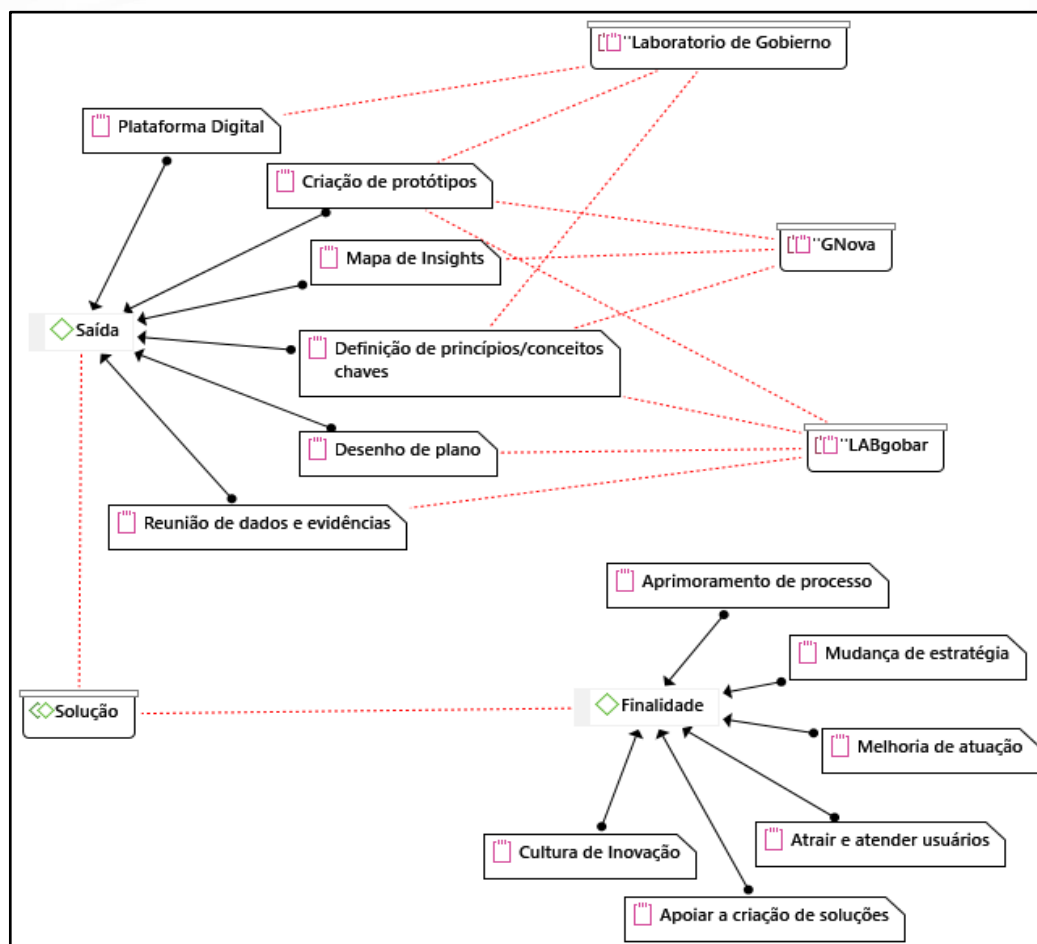 "Laboratorio de Gobierno
Plataforma Digital
Criação de protótipos
"GNova
Mapa de Insights
Saída
Definição de princípios/conceitos
chaves
"LABgobar
Desenho de plano
Reunião de dados e evidências
Aprimoramento de processo
Mudança de estratégia
Solução
Finalidade
Melhoria de atuação
Atrair e atender usuários
Cultura de Inovação
Apoiar a criação de soluções